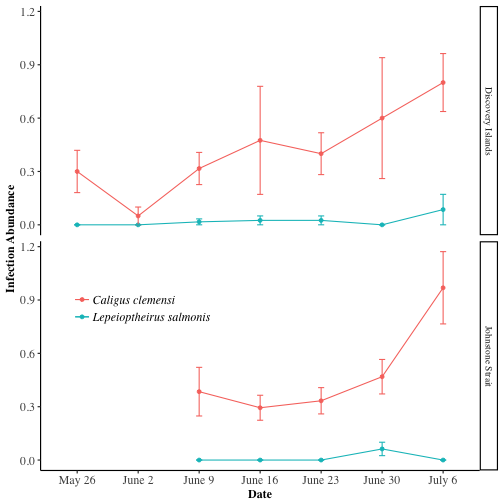 1.2
0.9
0.6
0.3
0.0
Discovery Islands
Infection Abundance
1.2
0.9
0.6
0.3
0.0
Caligus clemensi
Lepeioptheirus salmonis
Johnstone Strait
May 26 June 2 June 9 June 16 June 23 June 30 July 6
Date